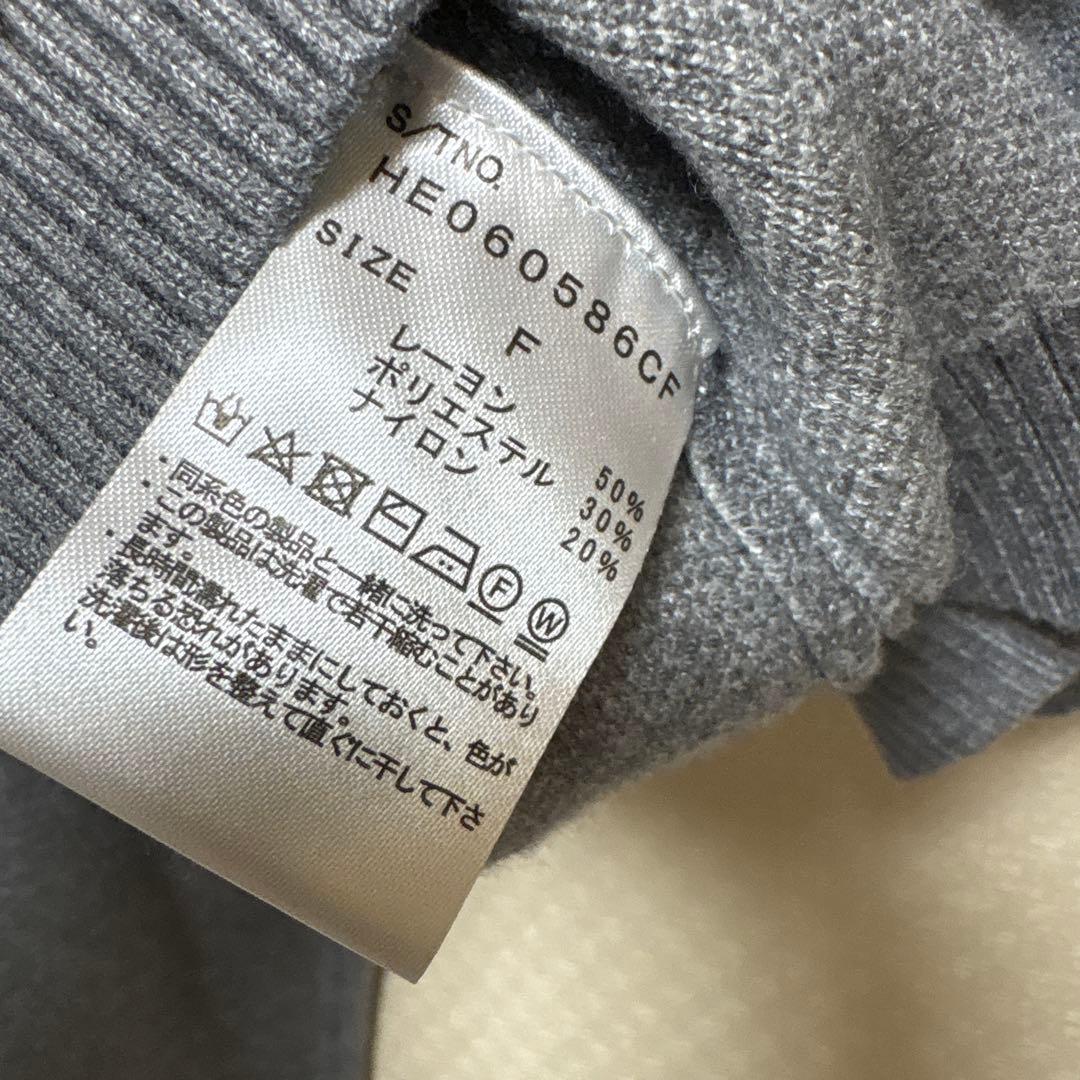 S/TNO.
HE060586CF
SIZE F
レーヨン 50%
ポリエステル 30%
ナイロン 20%
F W
・同系色の製品と一緒に洗って下さい。
・この製品は洗濯で若干縮むことがあり
ます。
・長時間濡れたままにしておくと、色が
落ちる恐れがあります。
洗濯後は形を整えて直ぐに干して下さ
い。